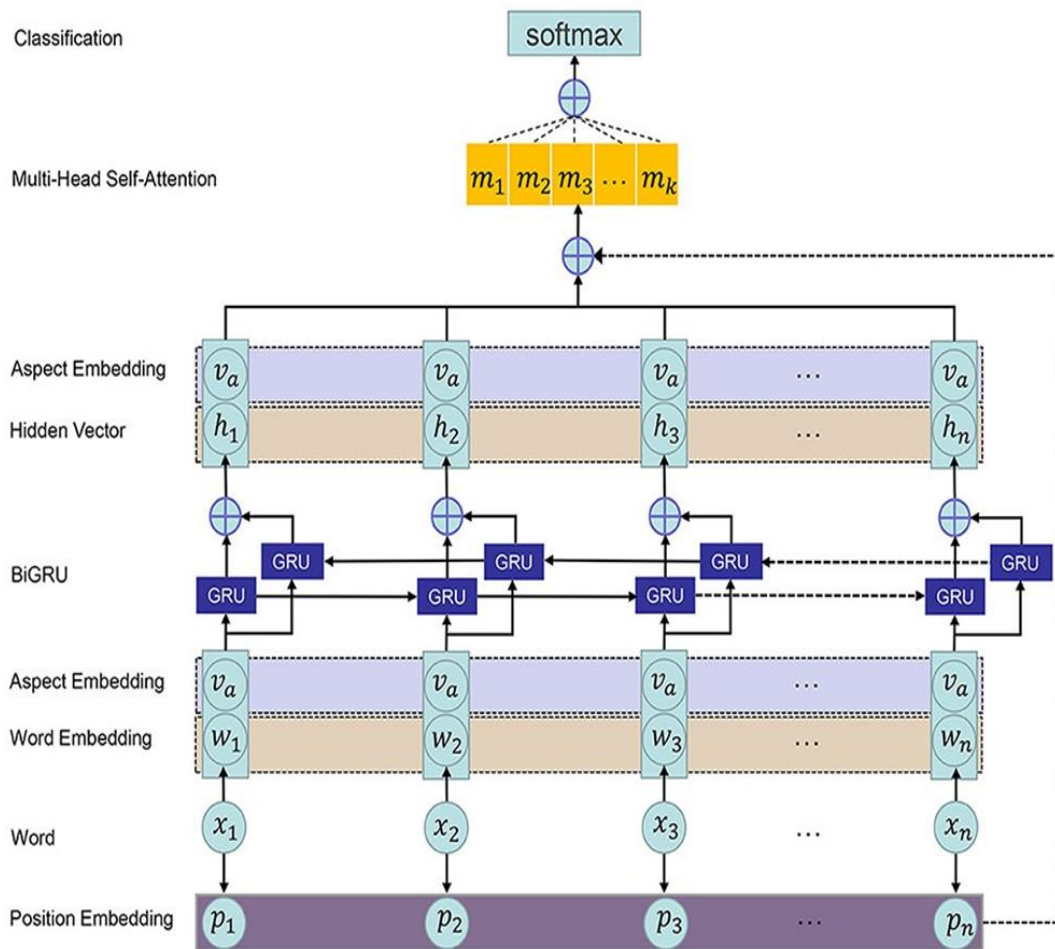 Classification
softmax
Multi-Head Self-Attention
m₁ m₂ m₃ ⋯ mₖ
Aspect Embedding
vₐ vₐ vₐ ⋯ vₐ
Hidden Vector
h₁ h₂ h₃ ⋯ hₙ
BiGRU
GRU GRU GRU GRU
GRU GRU GRU GRU
Aspect Embedding
vₐ vₐ vₐ ⋯ vₐ
Word Embedding
w₁ w₂ w₃ ⋯ wₙ
Word
x₁ x₂ x₃ ⋯ xₙ
Position Embedding
p₁ p₂ p₃ ⋯ pₙ